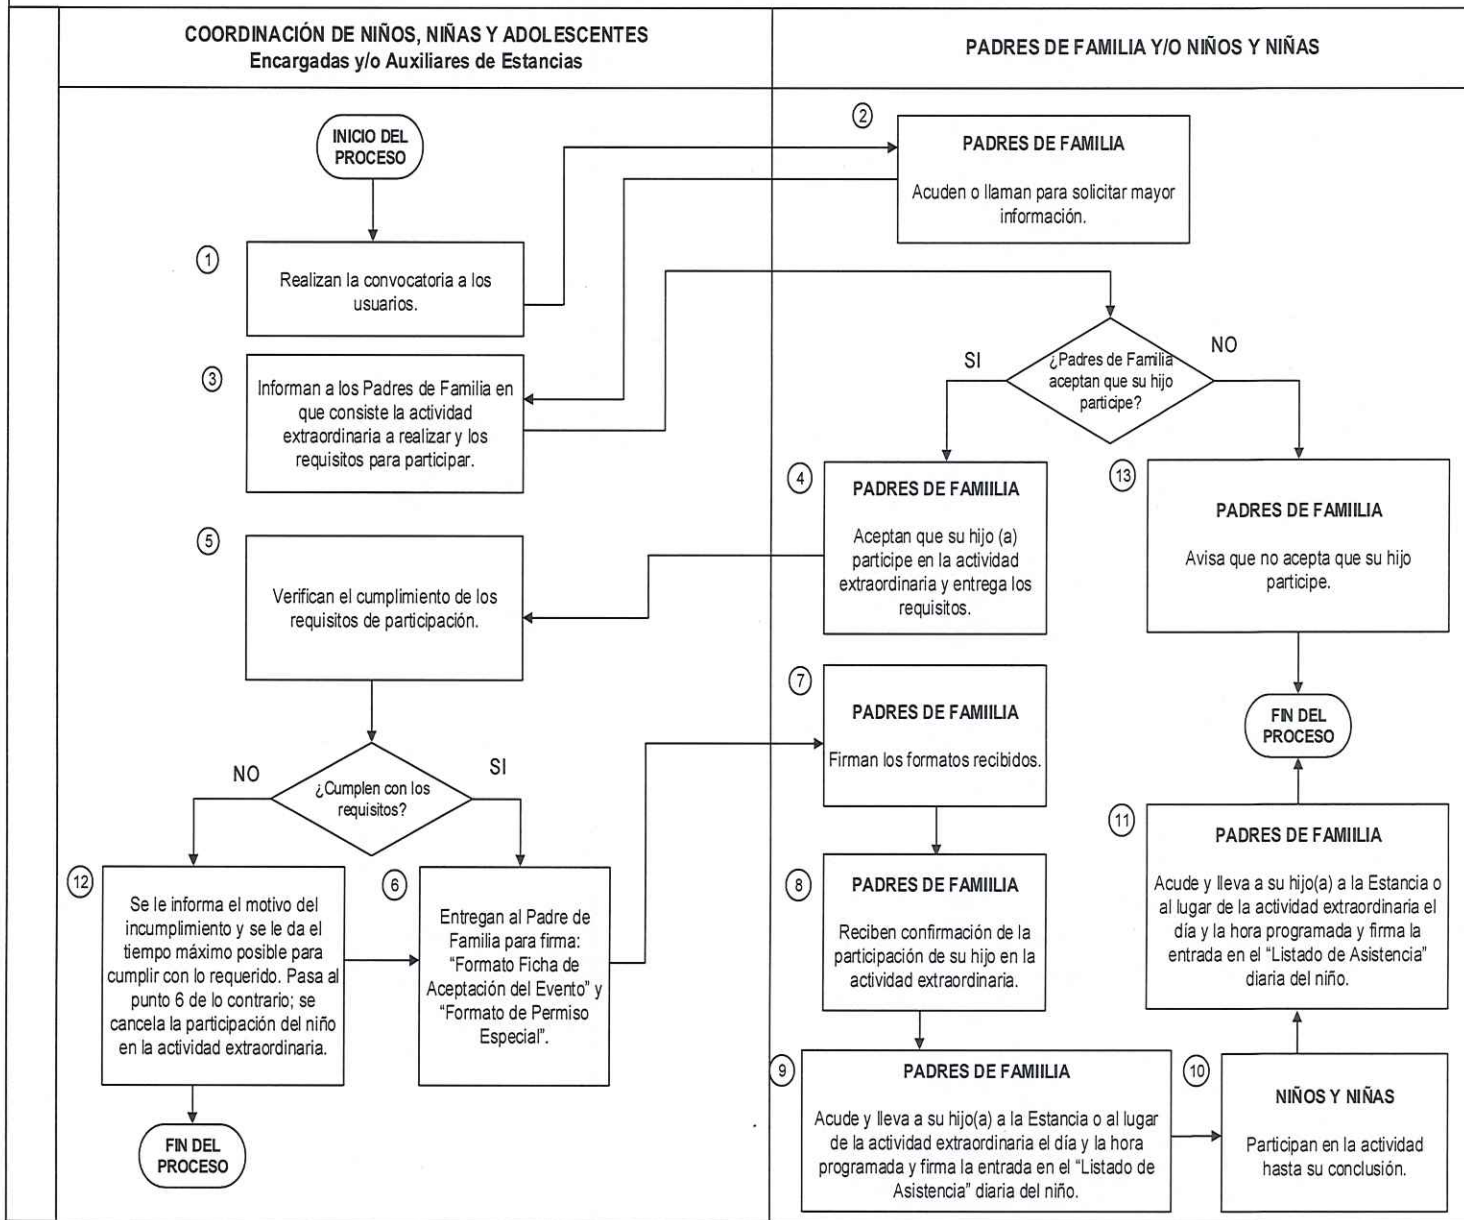 COORDINACIÓN DE NIÑOS, NIÑAS Y ADOLESCENTES
Encargadas y/o Auxiliares de Estancias
PADRES DE FAMILIA Y/O NIÑOS Y NIÑAS
INICIO DEL
PROCESO
1
Realizan la convocatoria a los
usuarios.
2
PADRES DE FAMILIA
Acuden o llaman para solicitar mayor
información.
3
Informan a los Padres de Familia en
que consiste la actividad
extraordinaria a realizar y los
requisitos para participar.
¿Padres de Familia
aceptan que su hijo
participe?
SI
NO
4
PADRES DE FAMIILIA
Aceptan que su hijo (a)
participe en la actividad
extraordinaria y entrega los
requisitos.
13
PADRES DE FAMIILIA
Avisa que no acepta que su hijo
participe.
FIN DEL
PROCESO
5
Verifican el cumplimiento de los
requisitos de participación.
¿Cumplen con los
requisitos?
NO
SI
12
Se le informa el motivo del
incumplimiento y se le da el
tiempo máximo posible para
cumplir con lo requerido. Pasa al
punto 6 de lo contrario; se
cancela la participación del niño
en la actividad extraordinaria.
FIN DEL
PROCESO
6
Entregan al Padre de
Familia para firma:
“Formato Ficha de
Aceptación del Evento” y
“Formato de Permiso
Especial”.
7
PADRES DE FAMIILIA
Firman los formatos recibidos.
8
PADRES DE FAMIILIA
Reciben confirmación de la
participación de su hijo en la
actividad extraordinaria.
9
PADRES DE FAMIILIA
Acude y lleva a su hijo(a) a la Estancia o al lugar
de la actividad extraordinaria el día y la hora
programada y firma la entrada en el “Listado de
Asistencia” diaria del niño.
10
NIÑOS Y NIÑAS
Participan en la actividad
hasta su conclusión.
11
PADRES DE FAMIILIA
Acude y lleva a su hijo(a) a la Estancia o
al lugar de la actividad extraordinaria el
día y la hora programada y firma la
entrada en el “Listado de Asistencia”
diaria del niño.